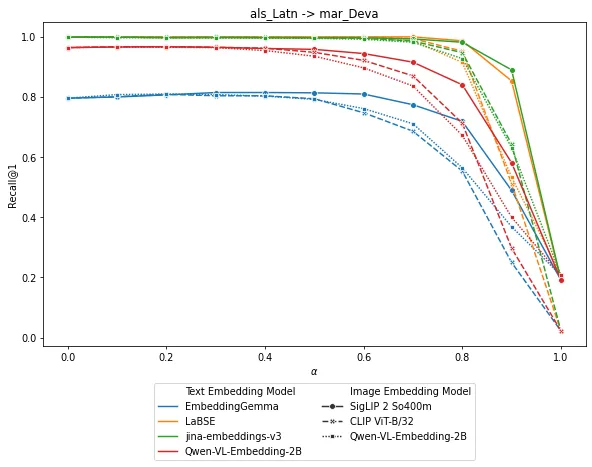 als_Latn -> mar_Deva
Recall@1
1.0
0.8
0.6
0.4
0.2
0.0
0.0 0.2 0.4 0.6 0.8 1.0
α
Text Embedding Model
EmbeddingGemma
LaBSE
jina-embeddings-v3
Qwen-VL-Embedding-2B
Image Embedding Model
SigLIP 2 So400m
CLIP ViT-B/32
Qwen-VL-Embedding-2B